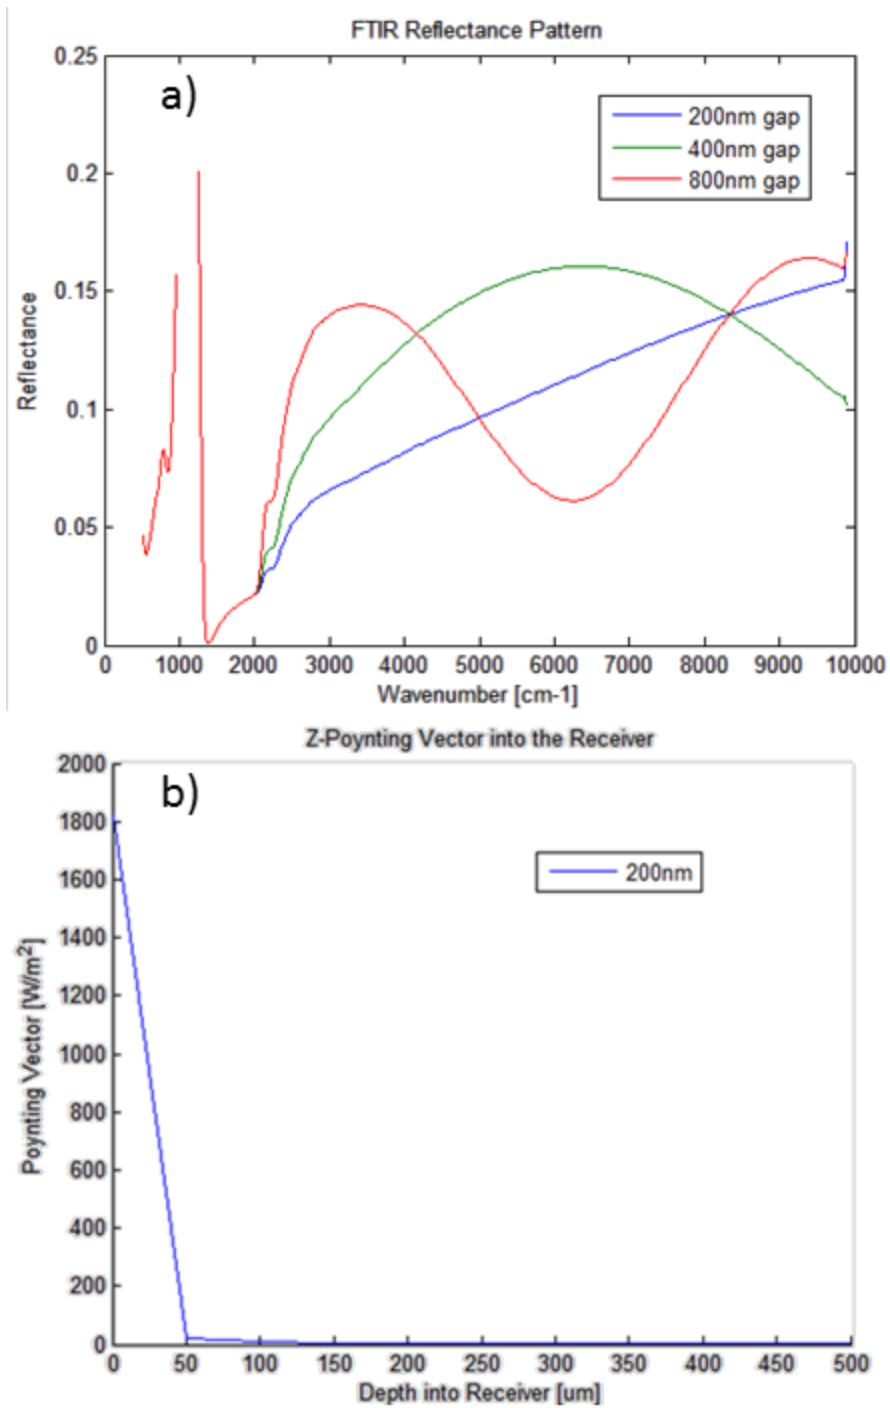 FTIR Reflectance Pattern
a)
200nm gap
400nm gap
800nm gap
0.25
0.2
0.15
0.1
0.05
0
Reflectance
0 1000 2000 3000 4000 5000 6000 7000 8000 9000 10000
Wavenumber [cm-1]
Z-Poynting Vector into the Receiver
b)
200nm
2000
1800
1600
1400
1200
1000
800
600
400
200
0
Poynting Vector [W/m²]
0 50 100 150 200 250 300 350 400 450 500
Depth into Receiver [um]